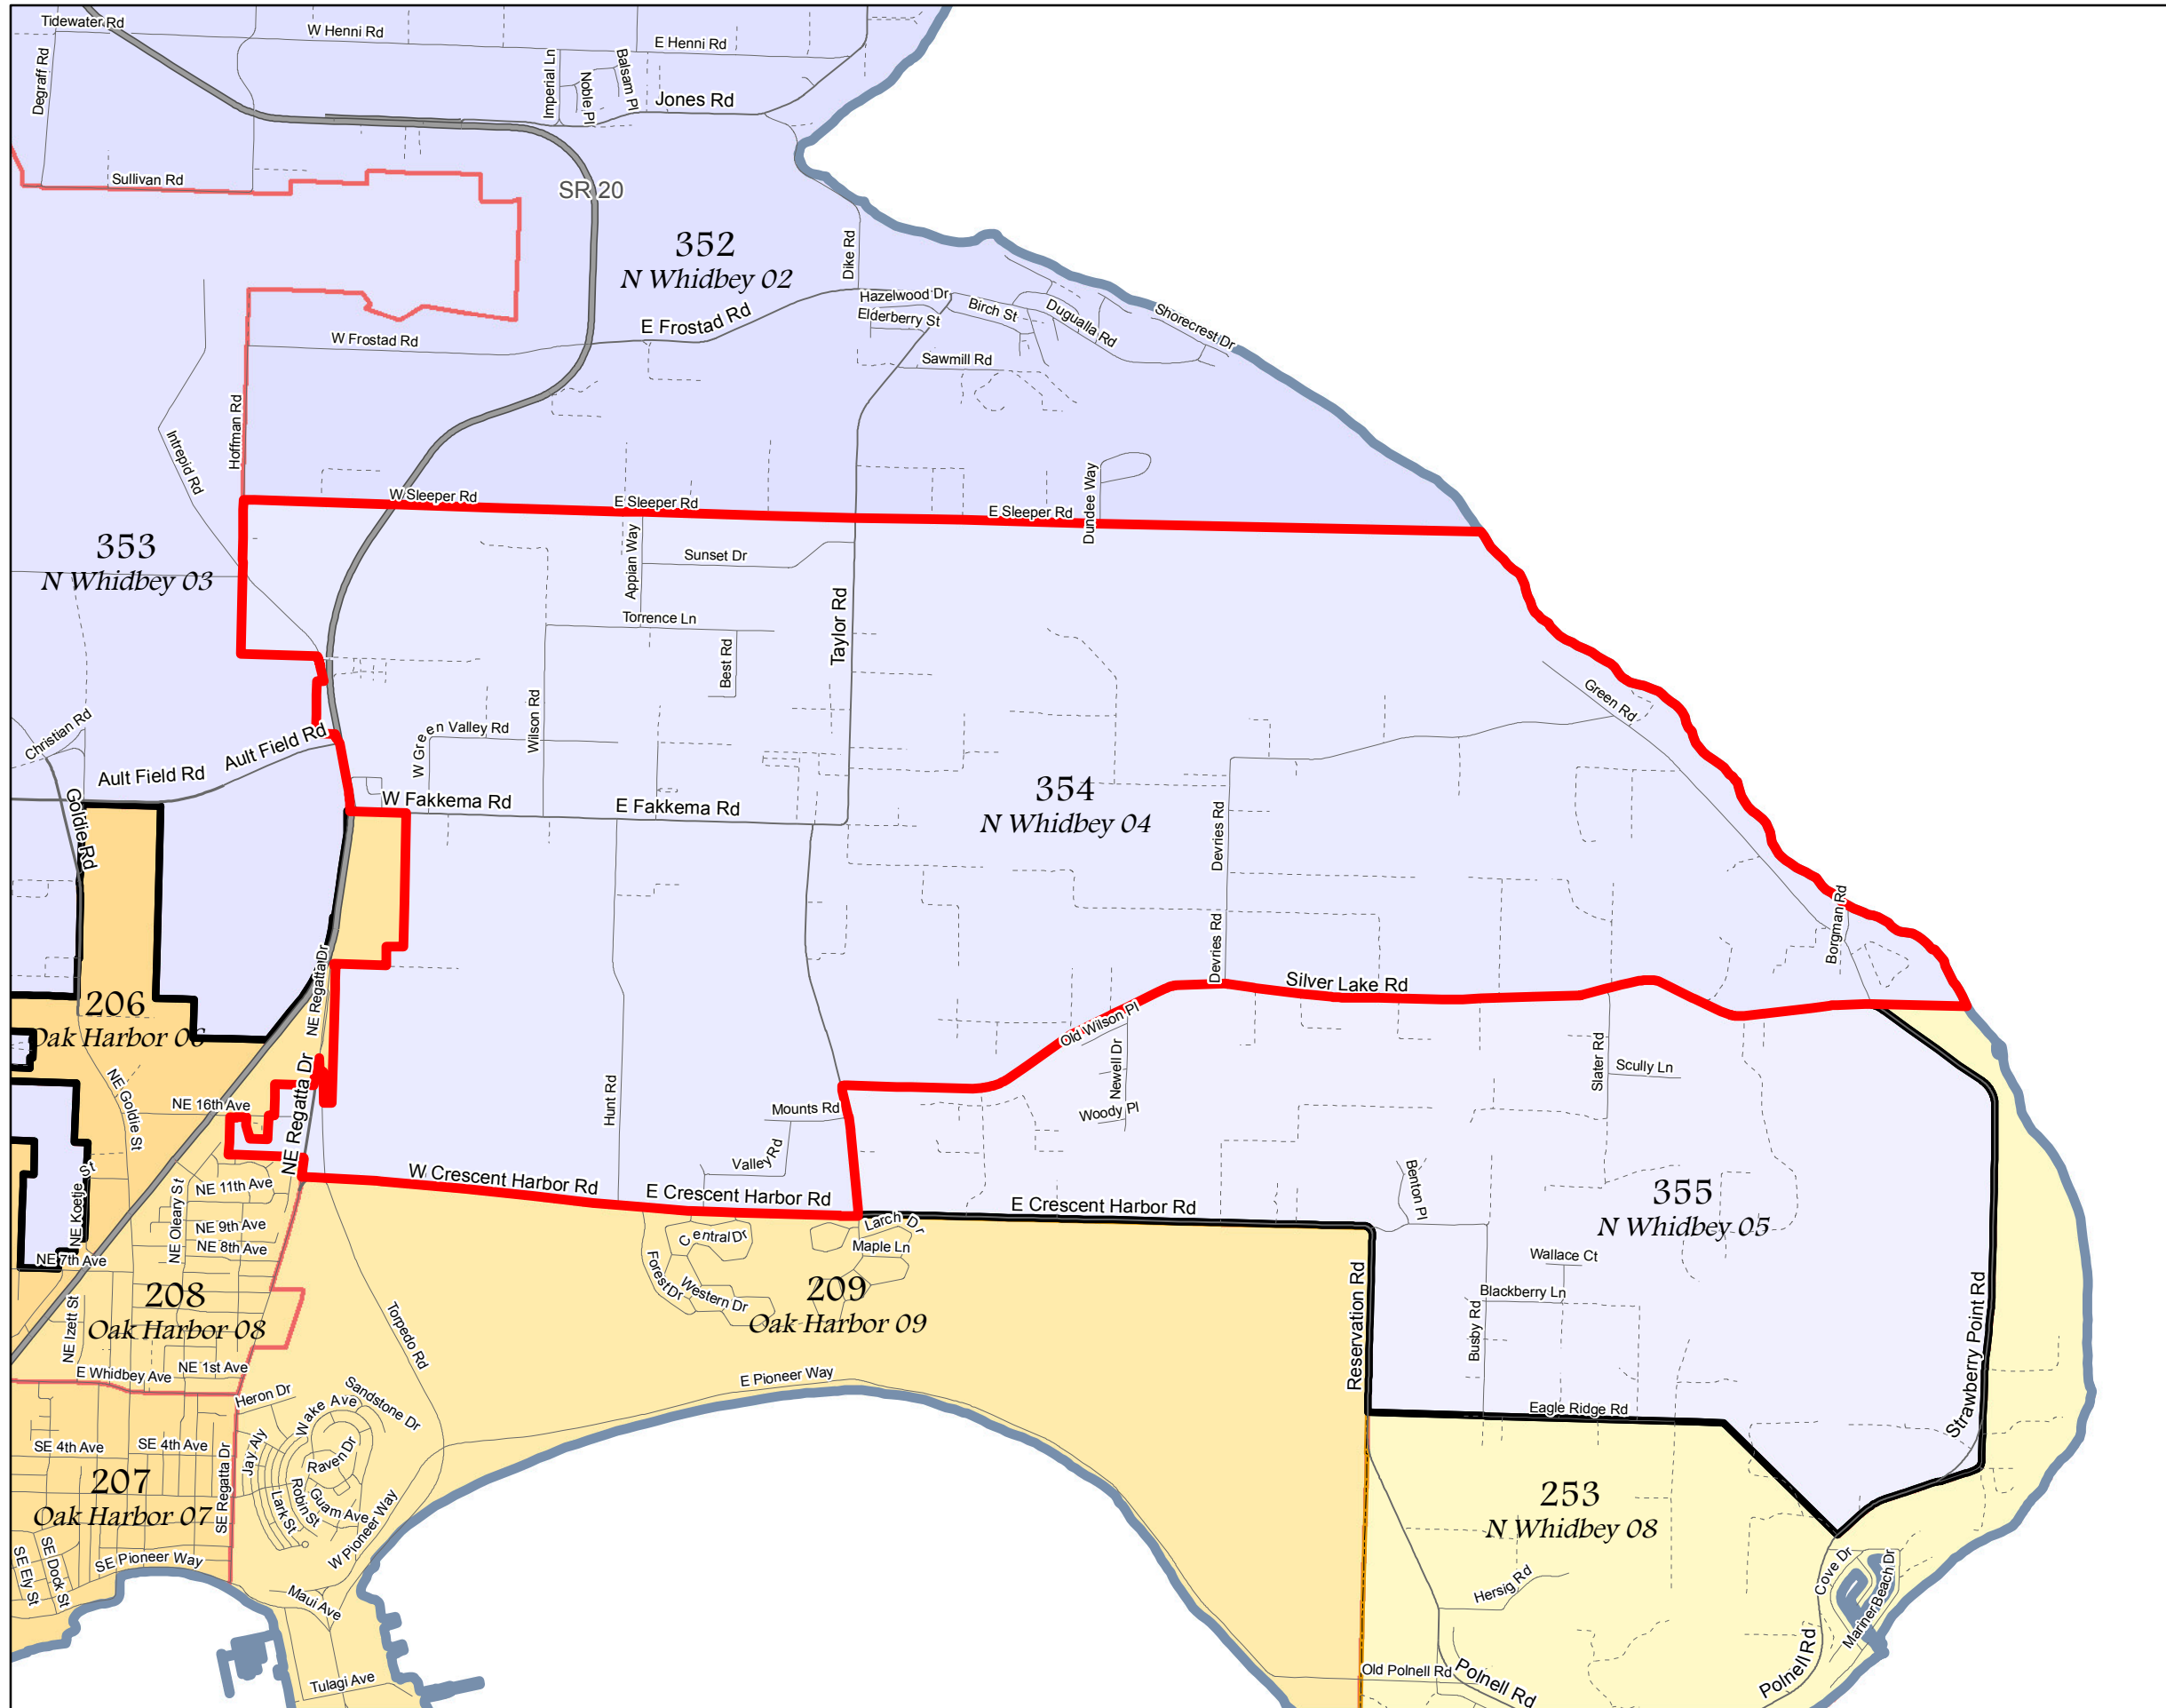 Tidewater Rd
W Henni Rd
E Henni Rd
Degraff Rd
Imperial Ln
Noble Pl
Balsam Pl
Jones Rd
Sullivan Rd
SR 20
352
N Whidbey 02
Dike Rd
Hazelwood Dr
Elderberry St
Birch St
Dugualla Rd
Shorecrest Dr
E Frostad Rd
W Frostad Rd
Sawmill Rd
Hoffman Rd
Intrepid Rd
W Sleeper Rd
E Sleeper Rd
E Sleeper Rd
Dundee Way
353
N Whidbey 03
Appian Way
Sunset Dr
Taylor Rd
Torrence Ln
Best Rd
Wilson Rd
W Green Valley Rd
Green Rd
Christian Rd
Ault Field Rd
Ault Field Rd
Goldie Rd
W Fakkema Rd
E Fakkema Rd
354
N Whidbey 04
Devries Rd
Devries Rd
Borgman Rd
NE Regatta Dr
Silver Lake Rd
Old Wilson Pl
206
Oak Harbor 06
NE Goldie St
NE 16th Ave
NE Regatta Dr
Hunt Rd
Mounts Rd
Valley Rd
Newell Dr
Woody Pl
Slater Rd
Scully Ln
W Crescent Harbor Rd
E Crescent Harbor Rd
E Crescent Harbor Rd
Benton Pl
355
N Whidbey 05
NE Koetje St
NE Oleary St
NE 11th Ave
NE 9th Ave
NE 8th Ave
NE 7th Ave
Central Dr
Forest Dr
Western Dr
Larch Dr
Maple Ln
209
Oak Harbor 09
Wallace Ct
Blackberry Ln
Busby Rd
Reservation Rd
Strawberry Point Rd
208
Oak Harbor 08
NE Izett St
Torpedo Rd
E Whidbey Ave
NE 1st Ave
E Pioneer Way
Eagle Ridge Rd
Heron Dr
Wake Ave
Sandstone Dr
SE 4th Ave
SE 4th Ave
Jay Aly
Raven Dr
Robin St
Lark St
Guam Ave
SE Regatta Dr
207
Oak Harbor 07
W Pioneer Way
253
N Whidbey 08
SE Ely St
SE Dock St
SE Pioneer Way
Maui Ave
Hersig Rd
Cove Dr
Mariner Beach Dr
Tulagi Ave
Old Polnell Rd
Polnell Rd
Polnell Rd